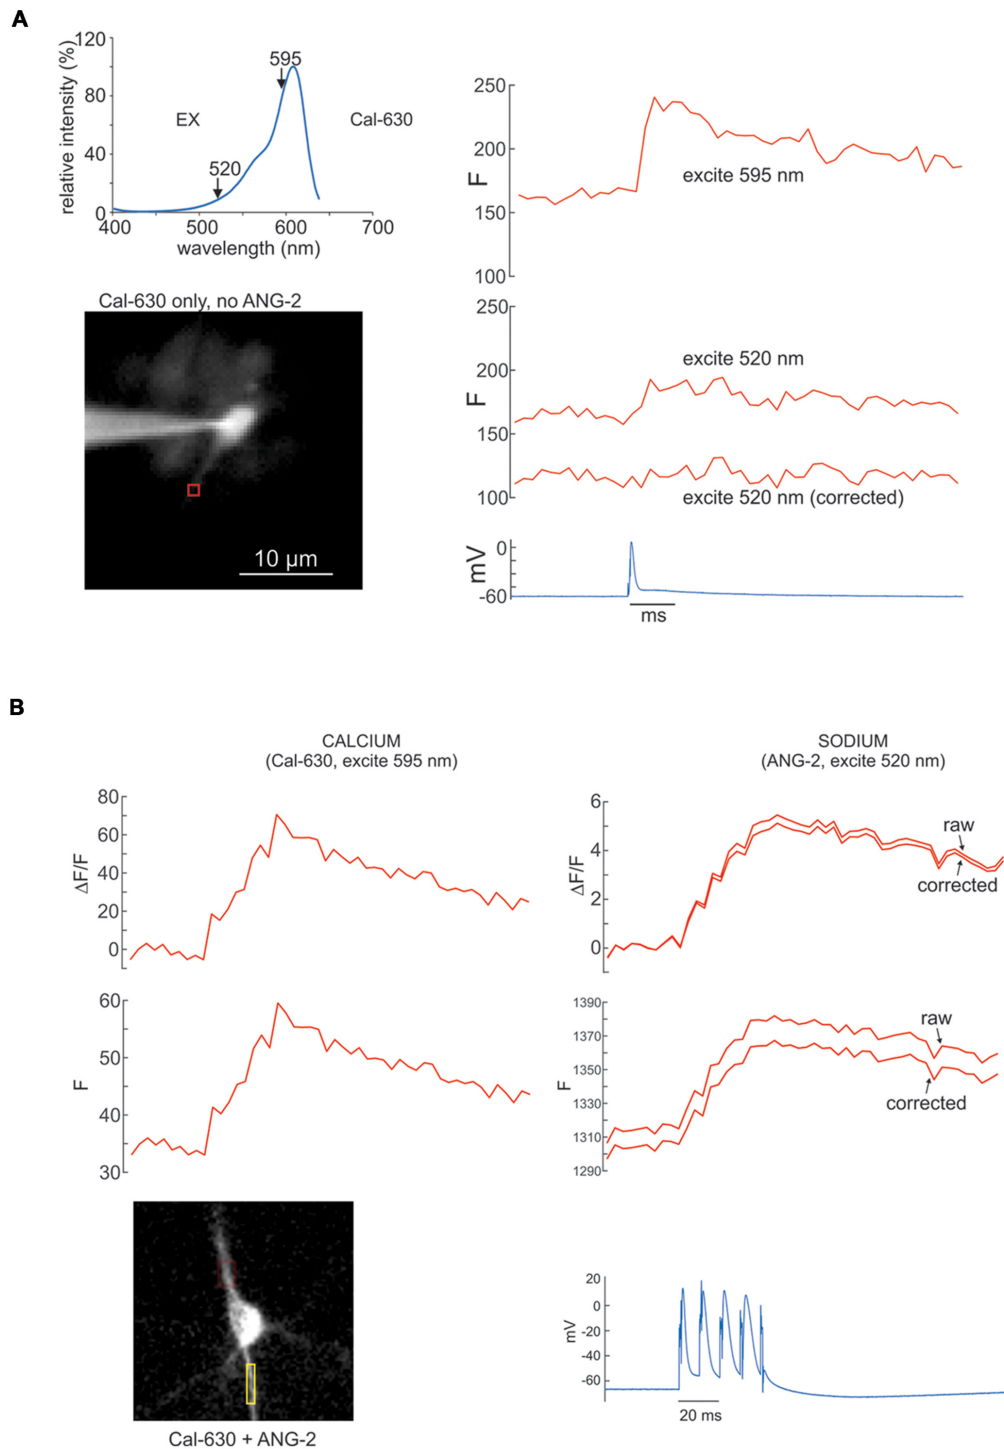 A
120
80
40
0
relative intensity (%)
595
EX
Cal-630
520
400
500
600
700
wavelength (nm)
Cal-630 only, no ANG-2
10 µm
250
200
150
100
F
excite 595 nm
250
200
150
100
F
excite 520 nm
excite 520 nm (corrected)
0
-60
mV
ms
B
CALCIUM
(Cal-630, excite 595 nm)
80
60
40
20
0
ΔF/F
60
50
40
30
F
Cal-630 + ANG-2
SODIUM
(ANG-2, excite 520 nm)
6
4
2
0
ΔF/F
raw
corrected
1390
1370
1350
1330
1310
1290
F
raw
corrected
20
0
-20
-40
-60
mV
20 ms